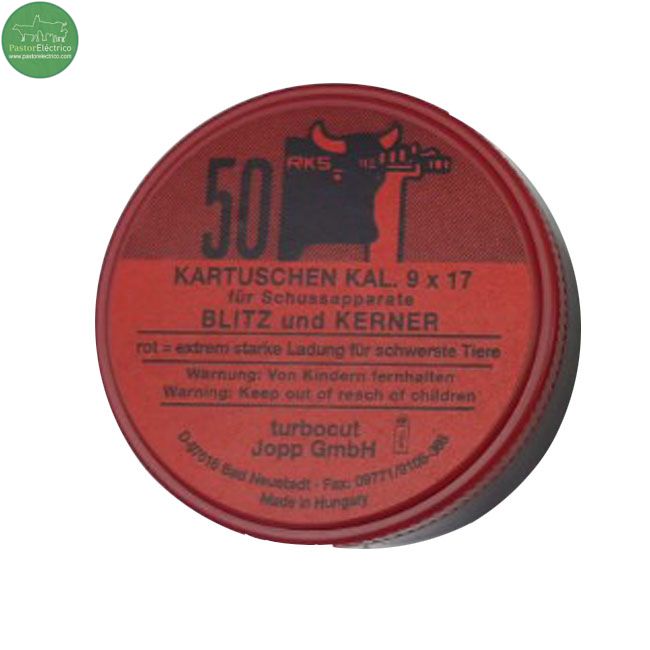 PastorEléctrico
www.pastorelectrico.com
50
RKS
KARTUSCHEN KAL. 9 x 17
für Schussapparate
BLITZ und KERNER
rot = extrem starke Ladung für schwerste Tiere
Warnung: Von Kindern fernhalten
Warning: Keep out of reach of children
turbocut
Jopp GmbH
D-97616 Bad Neustadt - Fax: 09771/9105-388
Made in Hungary